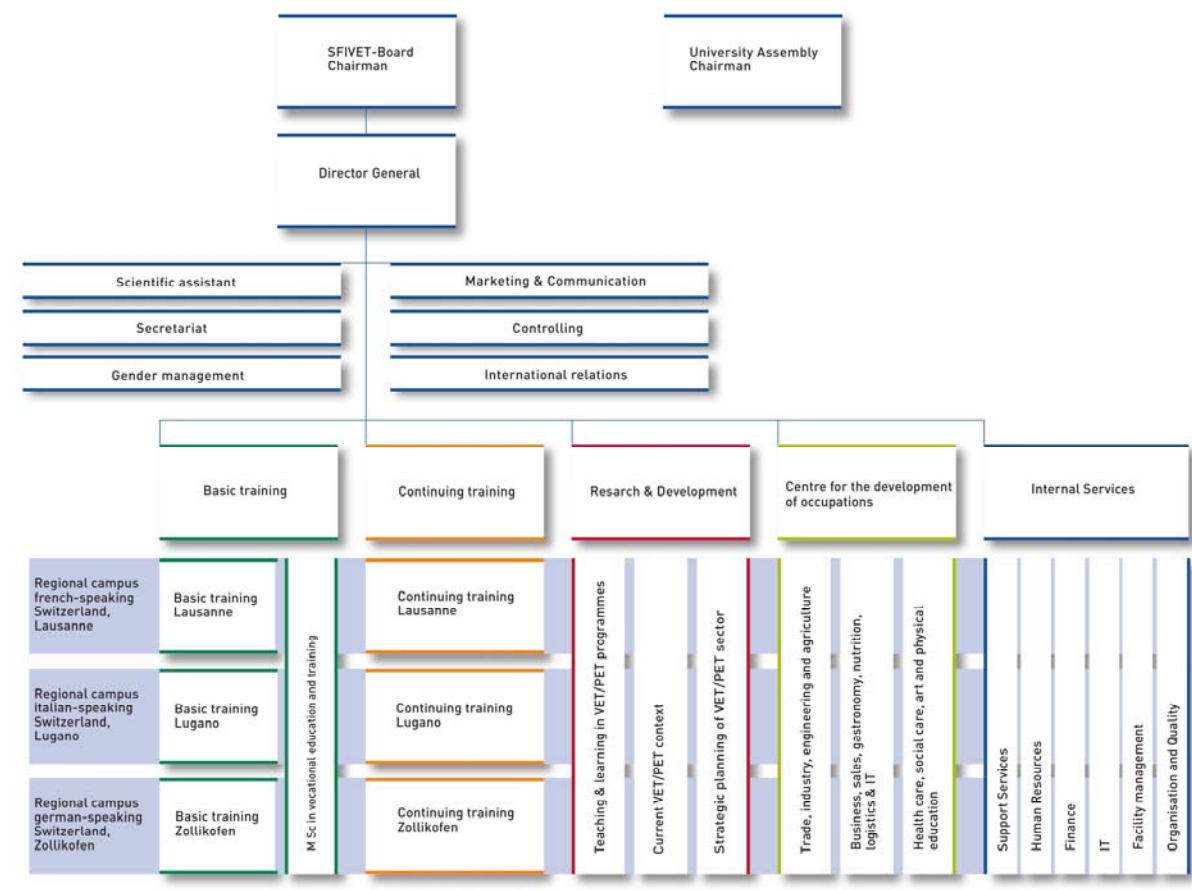 SFIVET-Board
Chairman
University Assembly
Chairman
Director General
Scientific assistant
Marketing & Communication
Secretariat
Controlling
Gender management
International relations
Basic training
Continuing training
Resarch & Development
Centre for the development
of occupations
Internal Services
Regional campus
french-speaking
Switzerland,
Lausanne
Basic training
Lausanne
Continuing training
Lausanne
Regional campus
italian-speaking
Switzerland,
Lugano
Basic training
Lugano
Continuing training
Lugano
Regional campus
german-speaking
Switzerland,
Zollikofen
Basic training
Zollikofen
Continuing training
Zollikofen
M Sc in vocational education and training
Teaching & learning in VET/PET programmes
Current VET/PET context
Strategic planning of VET/PET sector
Trade, industry, engineering and agriculture
Business, sales, gastronomy, nutrition,
logistics & IT
Health care, social care, art and physical
education
Support Services
Human Resources
Finance
IT
Facility management
Organisation and Quality